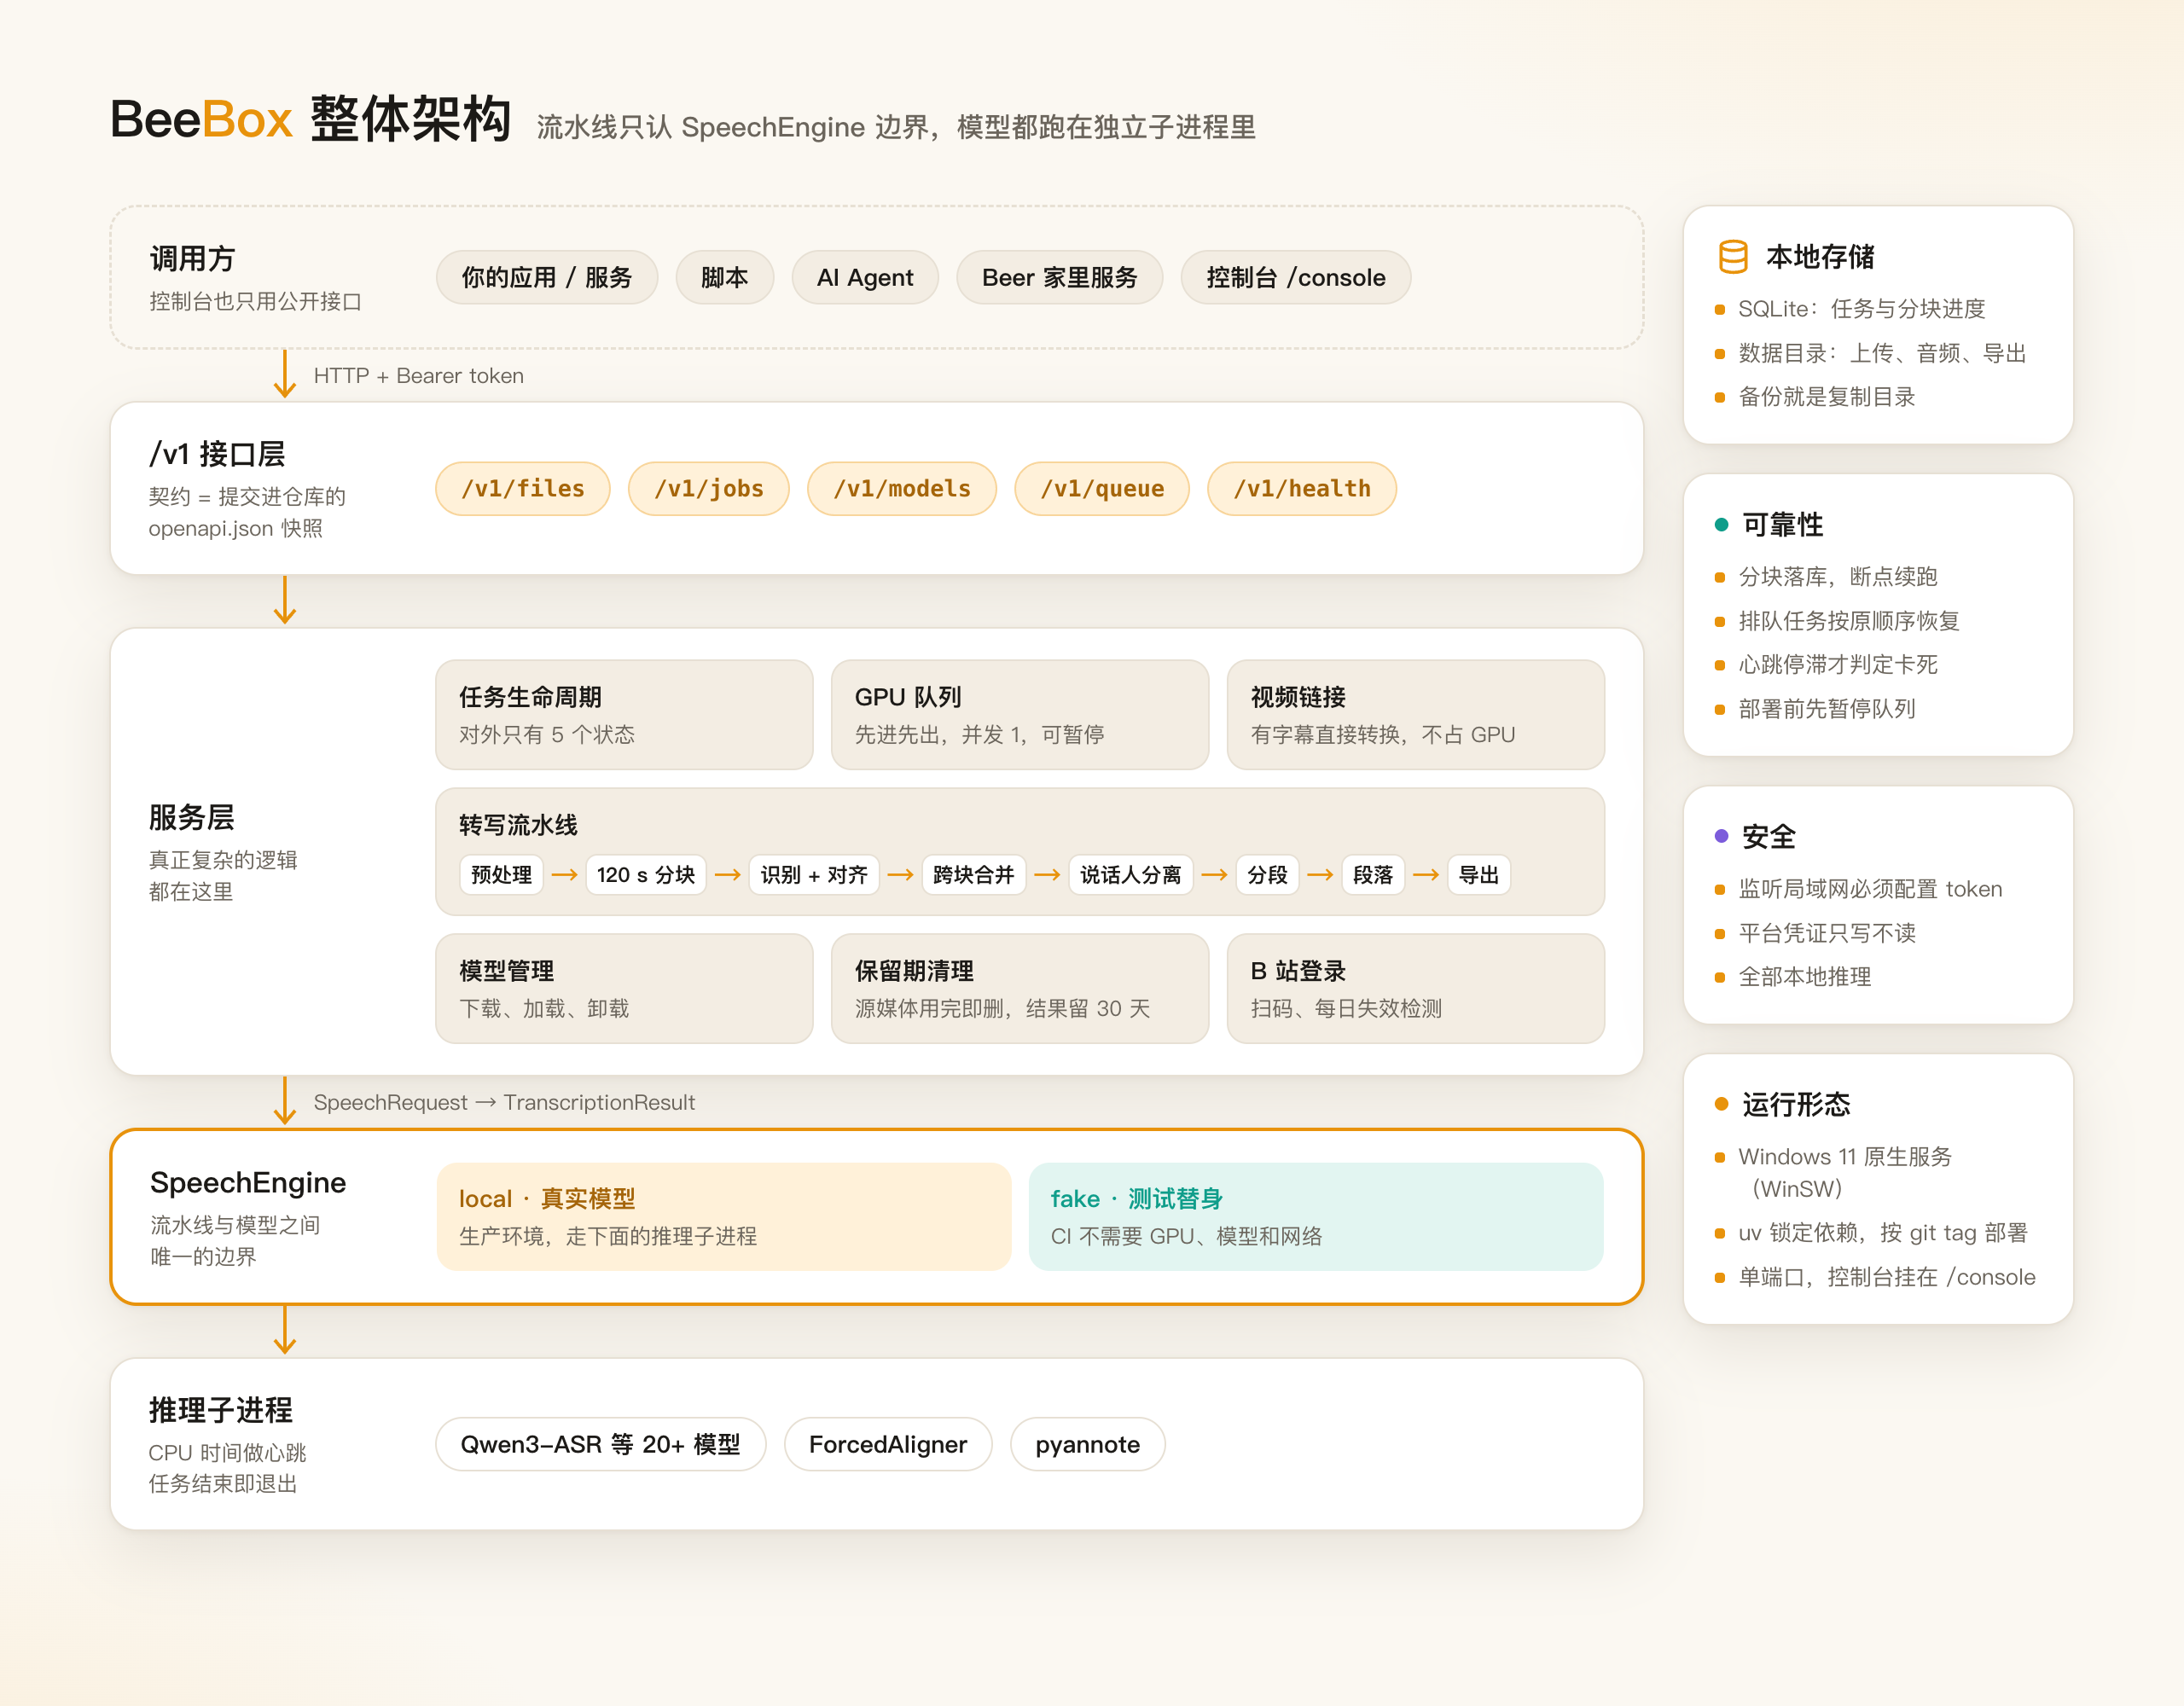 BeeBox 整体架构 流水线只认 SpeechEngine 边界，模型都跑在独立子进程里
调用方
控制台也只用公开接口
你的应用 / 服务
脚本
AI Agent
Beer 家里服务
控制台 /console
HTTP + Bearer token
/v1 接口层
契约 = 提交进仓库的
openapi.json 快照
/v1/files
/v1/jobs
/v1/models
/v1/queue
/v1/health
服务层
真正复杂的逻辑
都在这里
任务生命周期
对外只有 5 个状态
GPU 队列
先进先出，并发 1，可暂停
视频链接
有字幕直接转换，不占 GPU
转写流水线
预处理 → 120 s 分块 → 识别 + 对齐 → 跨块合并 → 说话人分离 → 分段 → 段落 → 导出
模型管理
下载、加载、卸载
保留期清理
源媒体用完即删，结果留 30 天
B 站登录
扫码、每日失效检测
SpeechRequest → TranscriptionResult
SpeechEngine
流水线与模型之间
唯一的边界
local · 真实模型
生产环境，走下面的推理子进程
fake · 测试替身
CI 不需要 GPU、模型和网络
推理子进程
CPU 时间做心跳
任务结束即退出
Qwen3-ASR 等 20+ 模型
ForcedAligner
pyannote
本地存储
SQLite：任务与分块进度
数据目录：上传、音频、导出
备份就是复制目录
可靠性
分块落库，断点续跑
排队任务按原顺序恢复
心跳停滞才判定卡死
部署前先暂停队列
安全
监听局域网必须配置 token
平台凭证只写不读
全部本地推理
运行形态
Windows 11 原生服务
（WinSW）
uv 锁定依赖，按 git tag 部署
单端口，控制台挂在 /console